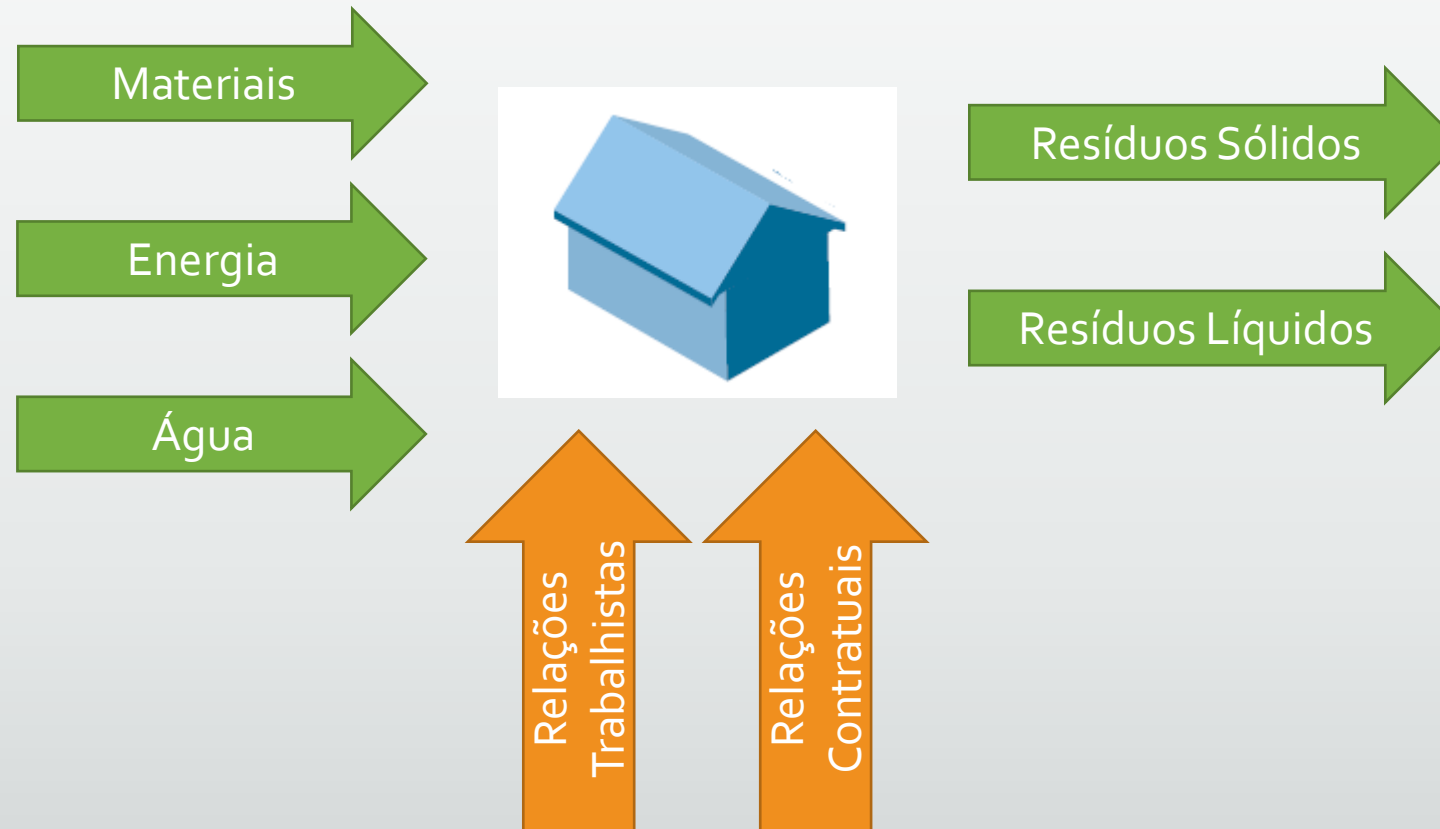 Materiais
Energia
Água
Resíduos Sólidos
Resíduos Líquidos
Relações
Trabalhistas
Relações
Contratuais